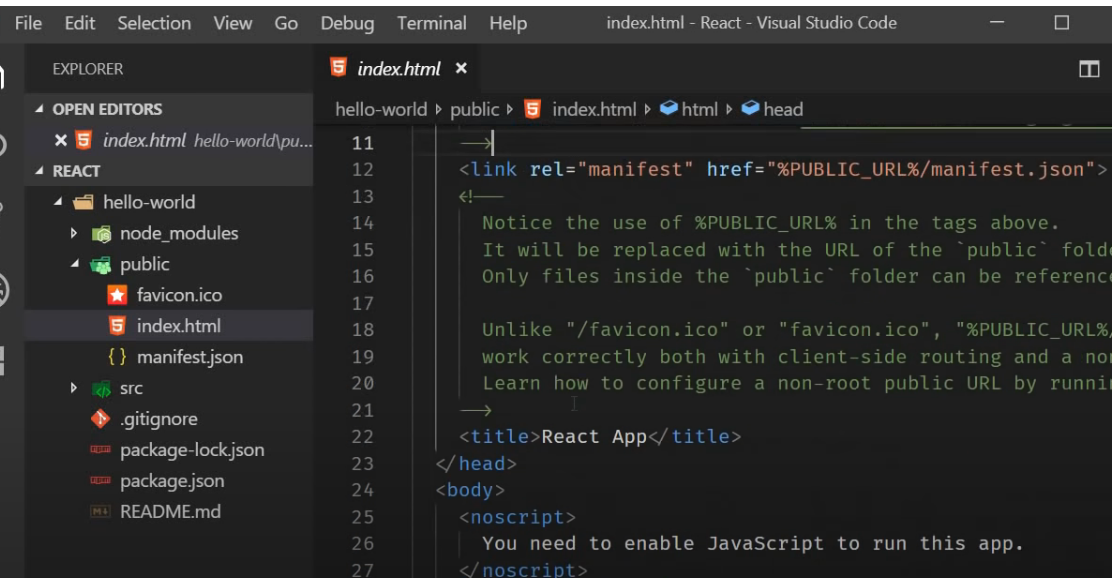 File Edit Selection View Go Debug Terminal Help index.html - React - Visual Studio Code
EXPLORER
OPEN EDITORS
index.html hello-world\pu...
REACT
hello-world
node_modules
public
favicon.ico
index.html
{ } manifest.json
src
.gitignore
package-lock.json
package.json
README.md
index.html
hello-world public index.html html head
11 -->
12 <link rel="manifest" href="%PUBLIC_URL%/manifest.json">
13 <!--
14 Notice the use of %PUBLIC_URL% in the tags above.
15 It will be replaced with the URL of the `public` fold
16 Only files inside the `public` folder can be reference
17
18 Unlike "/favicon.ico" or "favicon.ico", "%PUBLIC_URL%/
19 work correctly both with client-side routing and a no
20 Learn how to configure a non-root public URL by runni
21 -->
22 <title>React App</title>
23 </head>
24 <body>
25 <noscript>
26 You need to enable JavaScript to run this app.
27 </noscript>